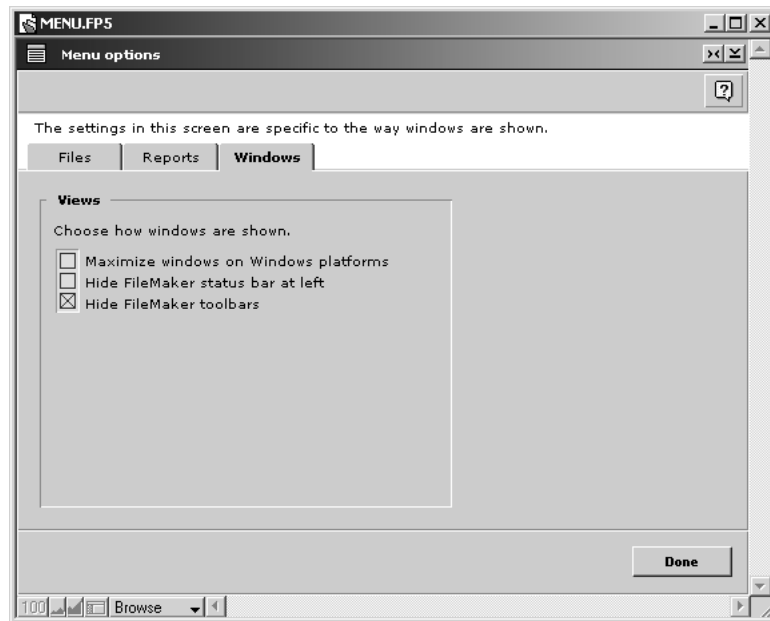 MENU.FP5
Menu options
The settings in this screen are specific to the way windows are shown.
Files Reports Windows
Views
Choose how windows are shown.
Maximize windows on Windows platforms
Hide FileMaker status bar at left
Hide FileMaker toolbars
Done
100 Browse